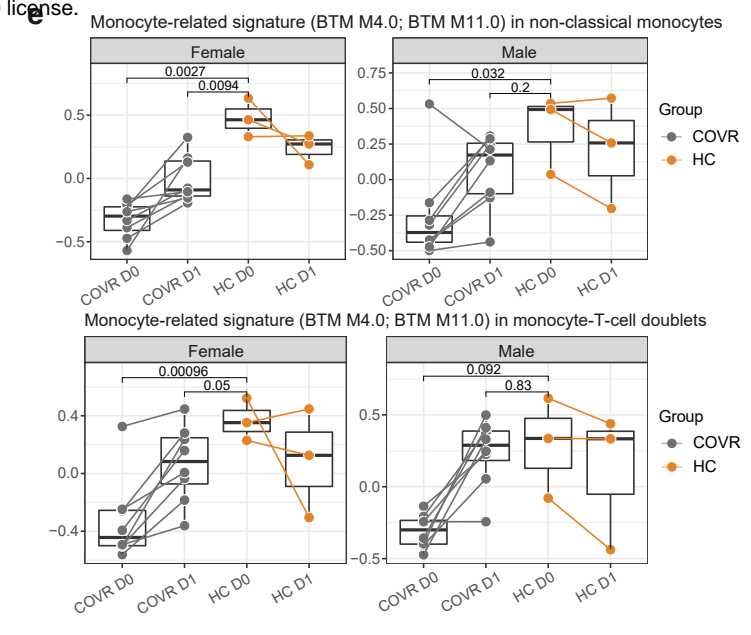 license.
e
Monocyte-related signature (BTM M4.0; BTM M11.0) in non-classical monocytes
Female
Male
0.0027
0.0094
0.032
0.2
0.5
0.0
−0.5
0.75
0.50
0.25
0.00
−0.25
−0.50
COVR D0
COVR D1
HC D0
HC D1
COVR D0
COVR D1
HC D0
HC D1
Group
COVR
HC
Monocyte-related signature (BTM M4.0; BTM M11.0) in monocyte-T-cell doublets
Female
Male
0.00096
0.05
0.092
0.83
0.4
0.0
−0.4
0.5
0.0
−0.5
COVR D0
COVR D1
HC D0
HC D1
COVR D0
COVR D1
HC D0
HC D1
Group
COVR
HC